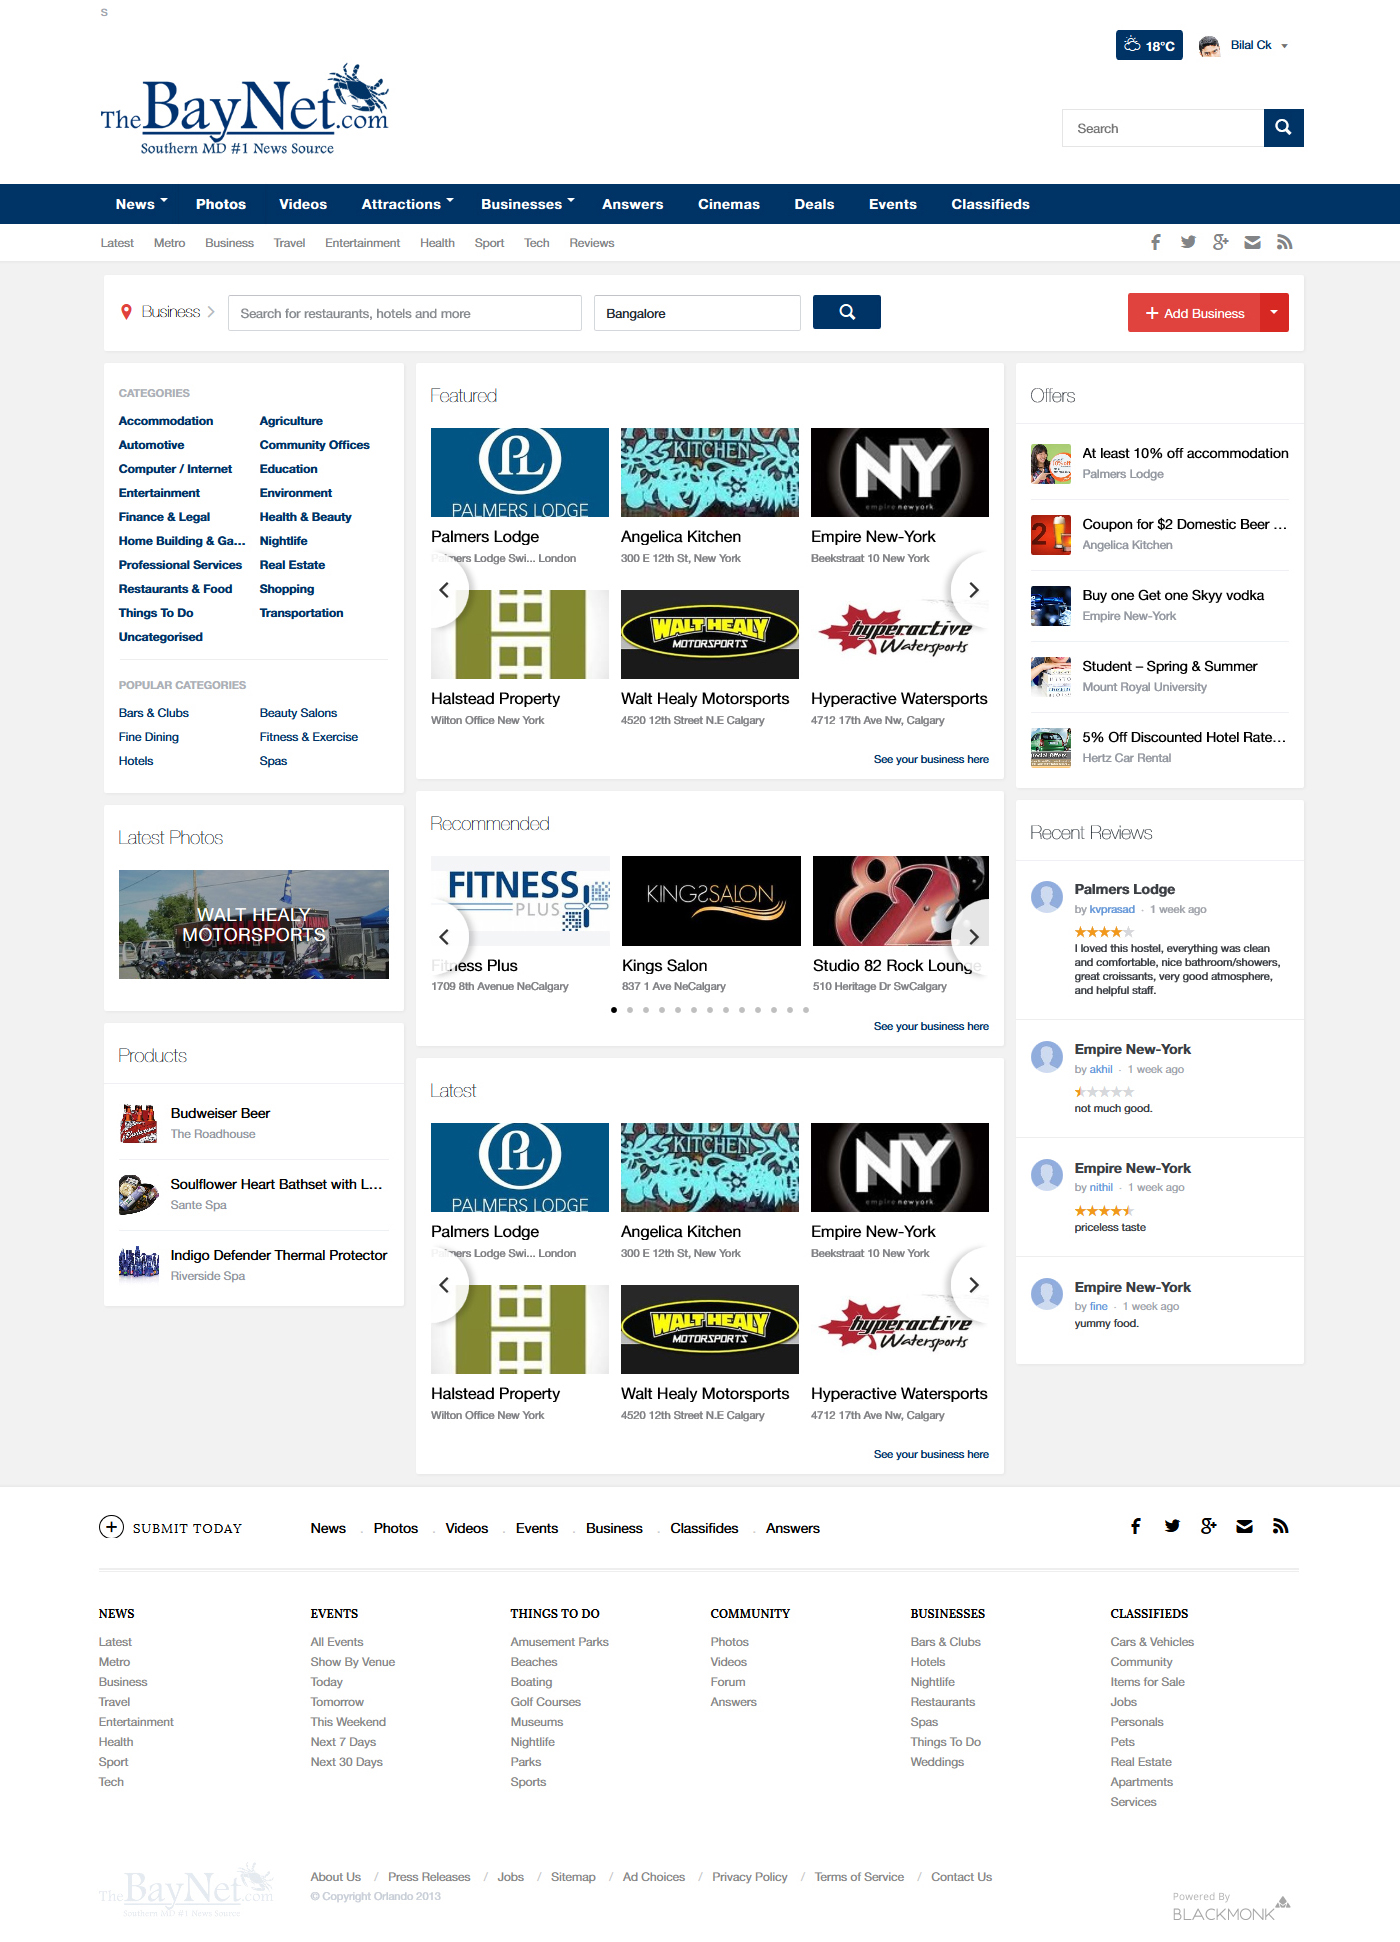 s
18°C
Bilal Ck
TheBayNet.com
Southern MD #1 News Source
Search
News Photos Videos Attractions Businesses Answers Cinemas Deals Events Classifieds
Latest Metro Business Travel Entertainment Health Sport Tech Reviews
Business
Search for restaurants, hotels and more
Bangalore
+ Add Business
CATEGORIES
Accommodation Agriculture
Automotive Community Offices
Computer / Internet Education
Entertainment Environment
Finance & Legal Health & Beauty
Home Building & Ga... Nightlife
Professional Services Real Estate
Restaurants & Food Shopping
Things To Do Transportation
Uncategorised
POPULAR CATEGORIES
Bars & Clubs Beauty Salons
Fine Dining Fitness & Exercise
Hotels Spas
Latest Photos
WALT HEALY
MOTORSPORTS
Products
Budweiser Beer
The Roadhouse
Soulflower Heart Bathset with L...
Sante Spa
Indigo Defender Thermal Protector
Riverside Spa
Featured
PL
PALMERS LODGE
KITCHEN
NY
empire newyork
Palmers Lodge Angelica Kitchen Empire New-York
Palmers Lodge Swi... London 300 E 12th St, New York Beekstraat 10 New York
WALT HEALY
MOTORSPORTS
hyperactive
Watersports
Halstead Property Walt Healy Motorsports Hyperactive Watersports
Wilton Office New York 4520 12th Street N.E Calgary 4712 17th Ave Nw, Calgary
See your business here
Recommended
FITNESS
PLUS
KINGSSALON
82
Fitness Plus Kings Salon Studio 82 Rock Lounge
1709 8th Avenue NeCalgary 837 1 Ave NeCalgary 510 Heritage Dr SwCalgary
See your business here
Latest
PL
PALMERS LODGE
KITCHEN
NY
empire newyork
Palmers Lodge Angelica Kitchen Empire New-York
Palmers Lodge Swi... London 300 E 12th St, New York Beekstraat 10 New York
WALT HEALY
MOTORSPORTS
hyperactive
Watersports
Halstead Property Walt Healy Motorsports Hyperactive Watersports
Wilton Office New York 4520 12th Street N.E Calgary 4712 17th Ave Nw, Calgary
See your business here
Offers
At least 10% off accommodation
Palmers Lodge
Coupon for $2 Domestic Beer ...
Angelica Kitchen
Buy one Get one Skyy vodka
Empire New-York
Student – Spring & Summer
Mount Royal University
5% Off Discounted Hotel Rate...
Hertz Car Rental
Recent Reviews
Palmers Lodge
by kvprasad · 1 week ago
I loved this hostel, everything was clean
and comfortable, nice bathroom/showers,
great croissants, very good atmosphere,
and helpful staff.
Empire New-York
by akhil · 1 week ago
not much good.
Empire New-York
by nithil · 1 week ago
priceless taste
Empire New-York
by fine · 1 week ago
yummy food.
SUBMIT TODAY
News . Photos . Videos . Events . Business . Classifides . Answers
NEWS
Latest
Metro
Business
Travel
Entertainment
Health
Sport
Tech
EVENTS
All Events
Show By Venue
Today
Tomorrow
This Weekend
Next 7 Days
Next 30 Days
THINGS TO DO
Amusement Parks
Beaches
Boating
Golf Courses
Museums
Nightlife
Parks
Sports
COMMUNITY
Photos
Videos
Forum
Answers
BUSINESSES
Bars & Clubs
Hotels
Nightlife
Restaurants
Spas
Things To Do
Weddings
CLASSIFIEDS
Cars & Vehicles
Community
Items for Sale
Jobs
Personals
Pets
Real Estate
Apartments
Services
TheBayNet.com
Southern MD #1 News Source
About Us / Press Releases / Jobs / Sitemap / Ad Choices / Privacy Policy / Terms of Service / Contact Us
© Copyright Orlando 2013
Powered By
BLACKMONK